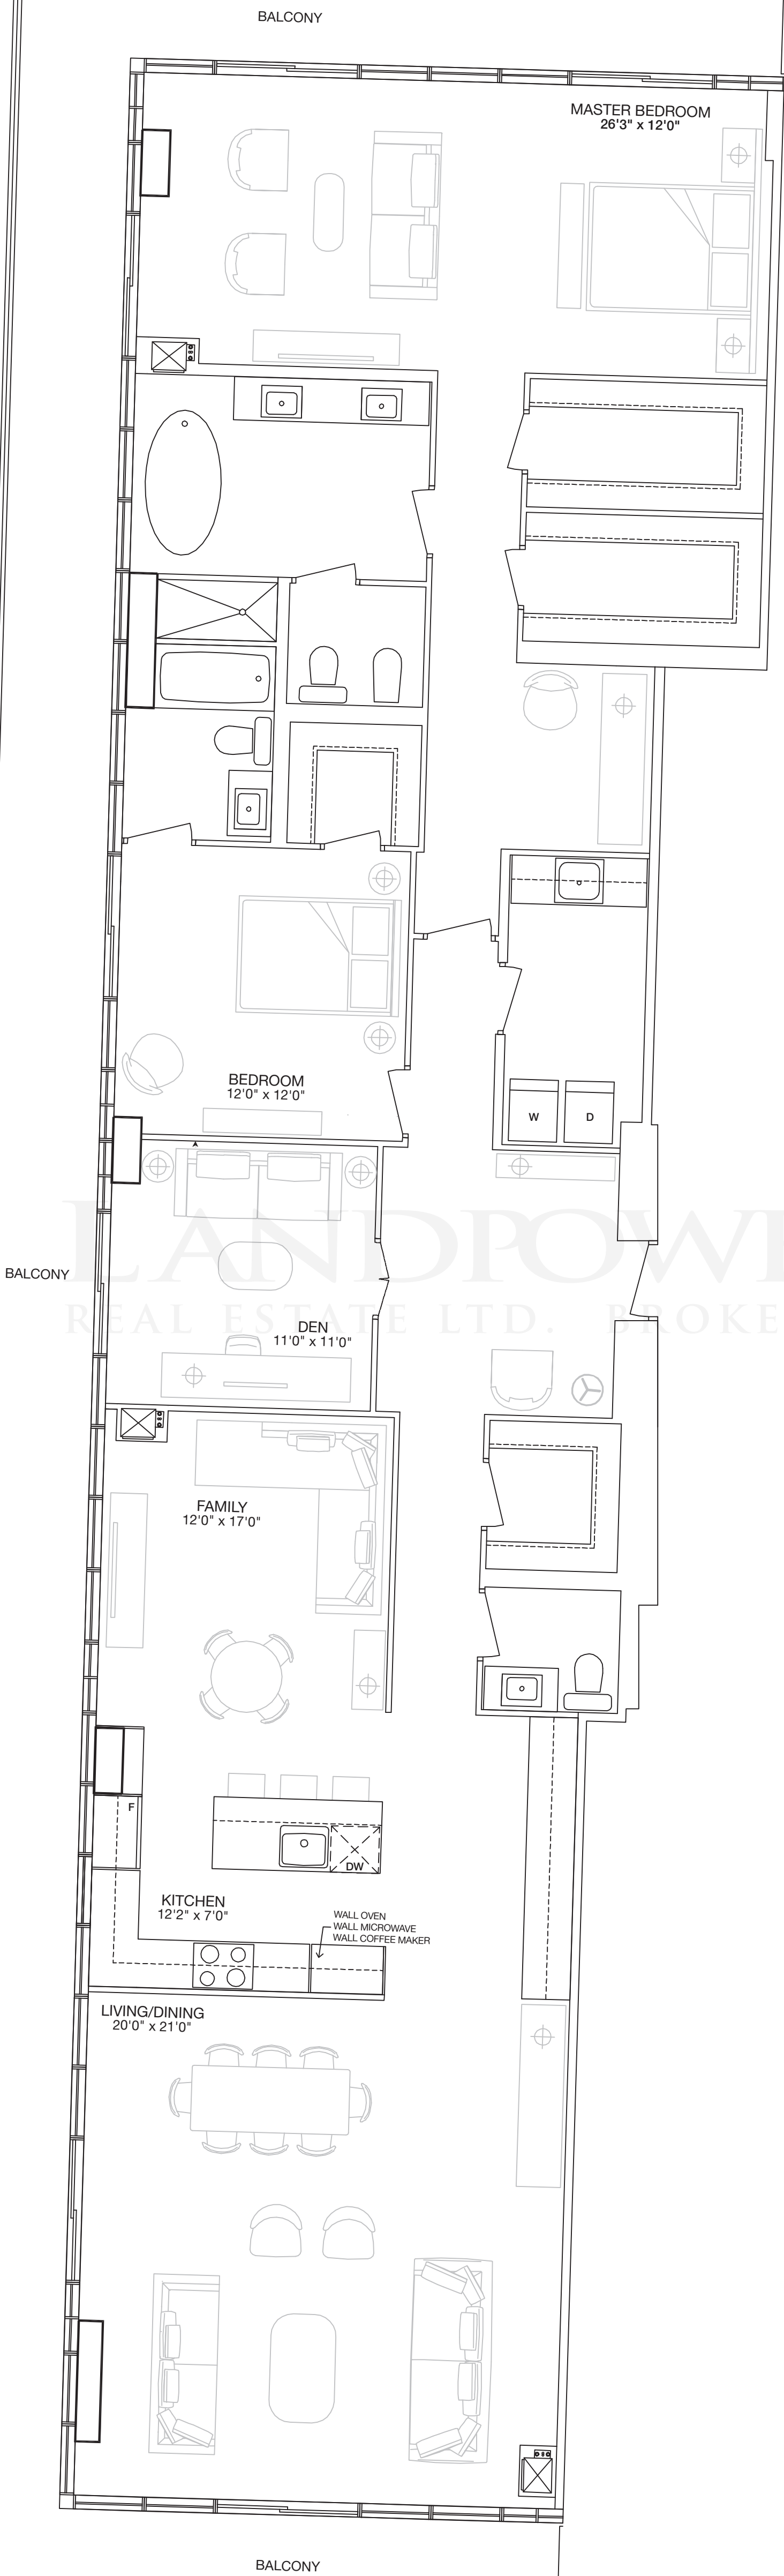 BALCONY
MASTER BEDROOM
26'3" x 12'0"
BEDROOM
12'0" x 12'0"
W
D
BALCONY
REAL ESTATE LTD. BROKE
DEN
11'0" x 11'0"
FAMILY
12'0" x 17'0"
F
DW
KITCHEN
12'2" x 7'0"
WALL OVEN
WALL MICROWAVE
WALL COFFEE MAKER
LIVING/DINING
20'0" x 21'0"
BALCONY